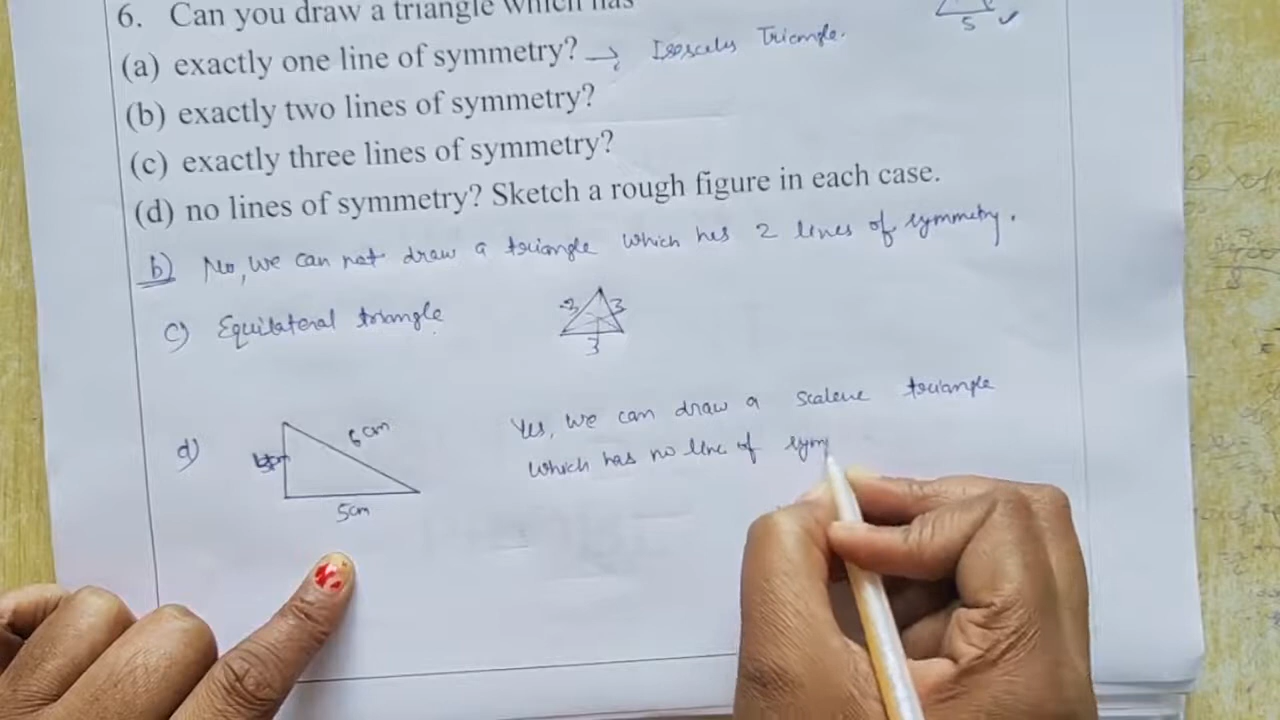 6. Can you draw a triangle which has
5
(a) exactly one line of symmetry? → Isosceles Triangle.
(b) exactly two lines of symmetry?
(c) exactly three lines of symmetry?
(d) no lines of symmetry? Sketch a rough figure in each case.
b) No, we can not draw a triangle which has 2 lines of symmetry.
c) Equilateral triangle
3 3
3
d)
6 cm
5cm
Yes, we can draw a scalene triangle
which has no line of sym